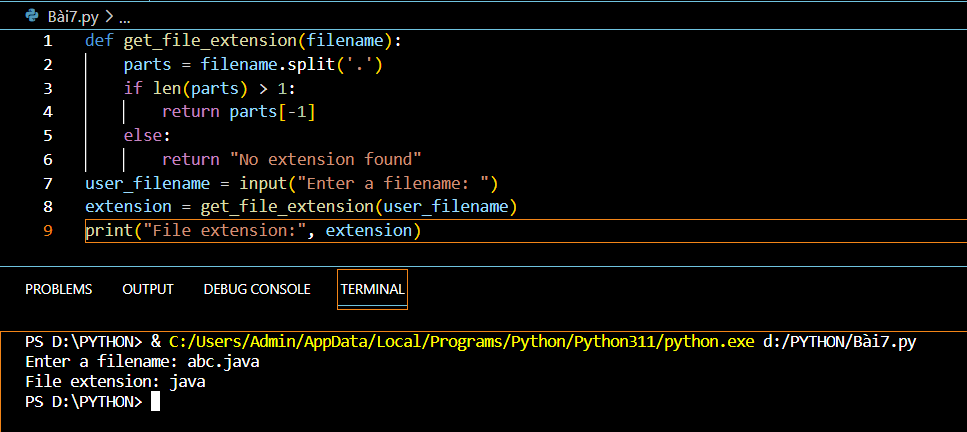 Bài7.py > ...
1 def get_file_extension(filename):
2     parts = filename.split('.')
3     if len(parts) > 1:
4         return parts[-1]
5     else:
6         return "No extension found"
7 user_filename = input("Enter a filename: ")
8 extension = get_file_extension(user_filename)
9 print("File extension:", extension)
PROBLEMS OUTPUT DEBUG CONSOLE TERMINAL
PS D:\PYTHON> & C:/Users/Admin/AppData/Local/Programs/Python/Python311/python.exe d:/PYTHON/Bài7.py
Enter a filename: abc.java
File extension: java
PS D:\PYTHON>